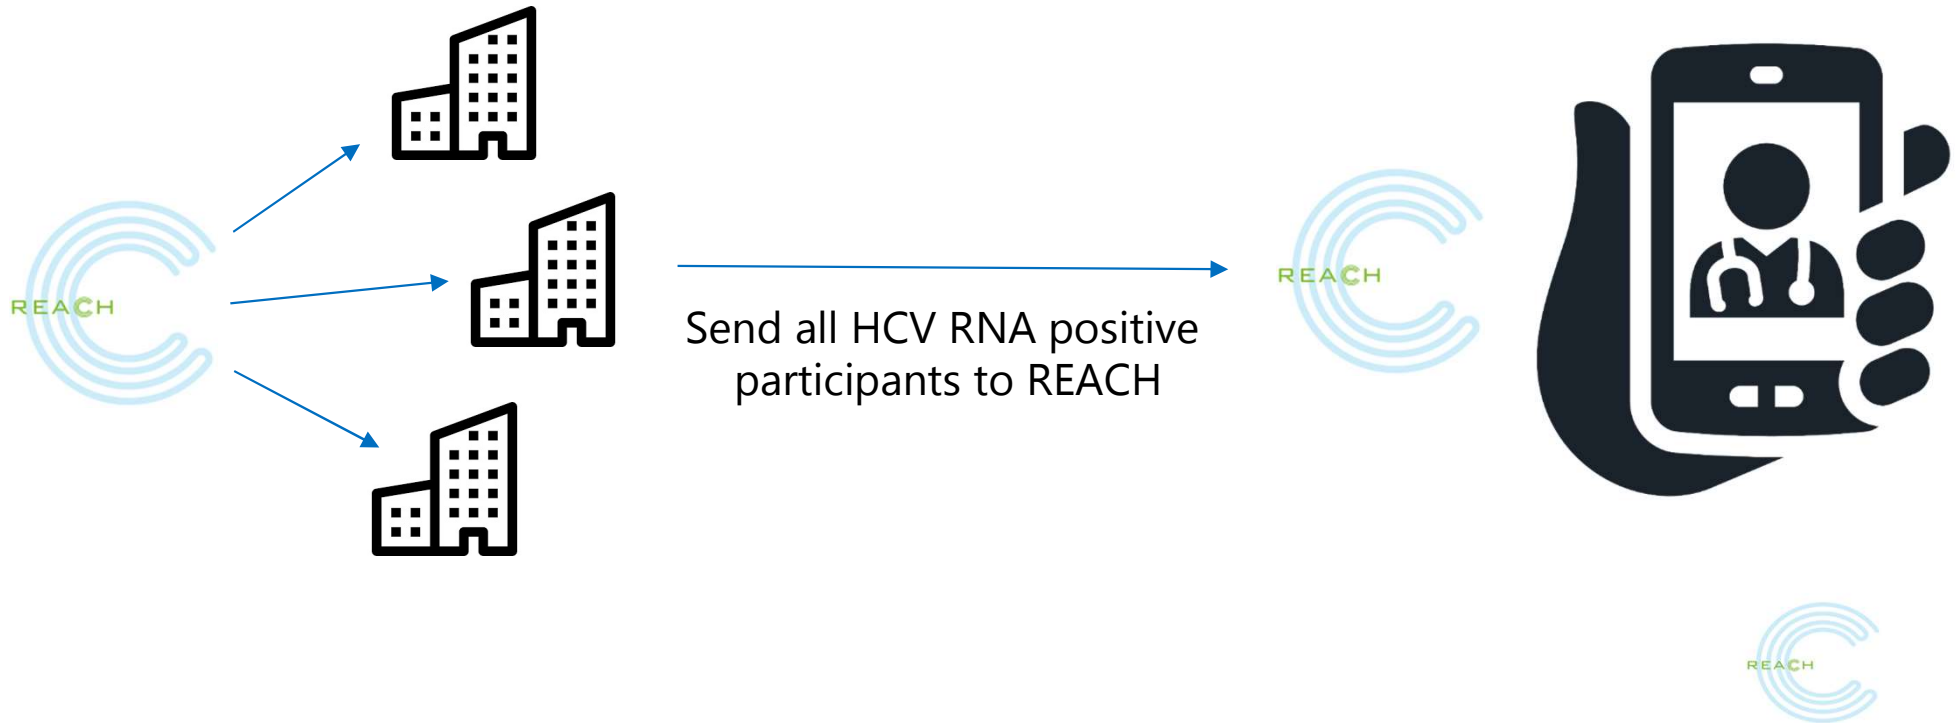 REACH
Send all HCV RNA positive
participants to REACH
REACH
REACH